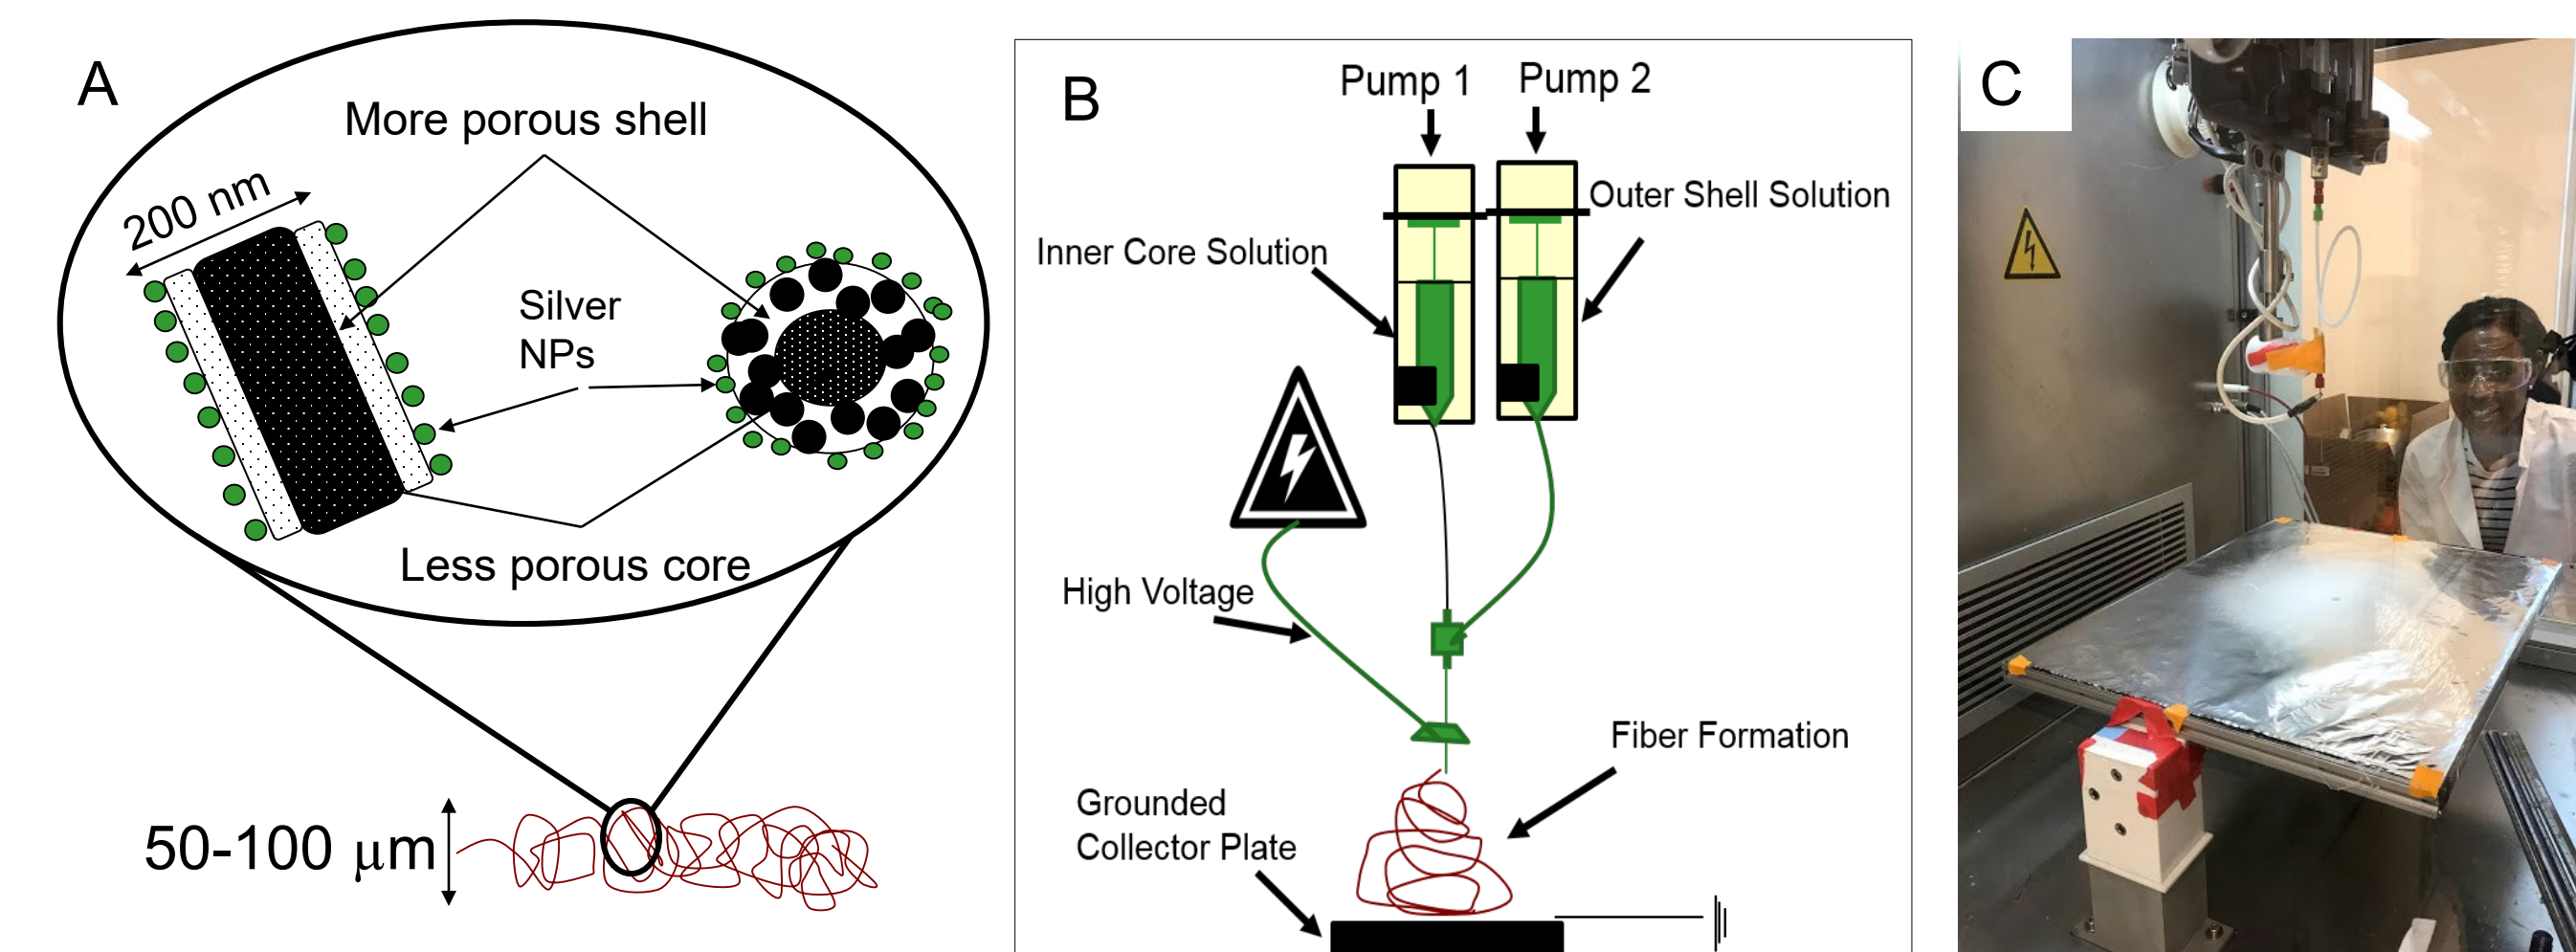 A
More porous shell
200 nm
Silver
NPs
Less porous core
50-100 μm
B
Pump 1
Pump 2
Outer Shell Solution
Inner Core Solution
High Voltage
Fiber Formation
Grounded
Collector Plate
C